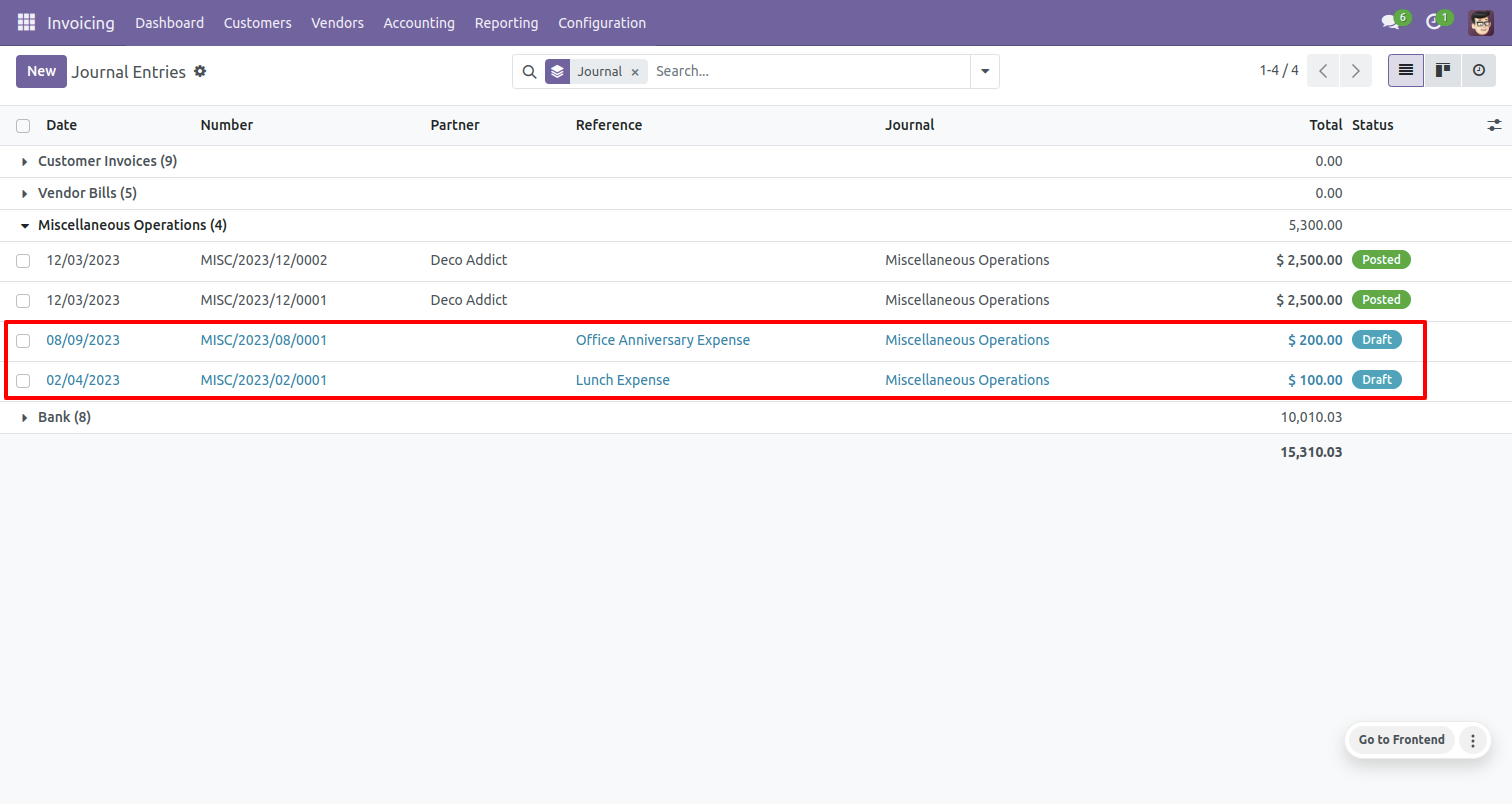 Invoicing Dashboard Customers Vendors Accounting Reporting Configuration 6 1
New Journal Entries Journal × Search... 1-4 / 4
Date Number Partner Reference Journal Total Status
Customer Invoices (9) 0.00
Vendor Bills (5) 0.00
Miscellaneous Operations (4) 5,300.00
12/03/2023 MISC/2023/12/0002 Deco Addict Miscellaneous Operations $ 2,500.00 Posted
12/03/2023 MISC/2023/12/0001 Deco Addict Miscellaneous Operations $ 2,500.00 Posted
08/09/2023 MISC/2023/08/0001 Office Anniversary Expense Miscellaneous Operations $ 200.00 Draft
02/04/2023 MISC/2023/02/0001 Lunch Expense Miscellaneous Operations $ 100.00 Draft
Bank (8) 10,010.03
15,310.03
Go to Frontend